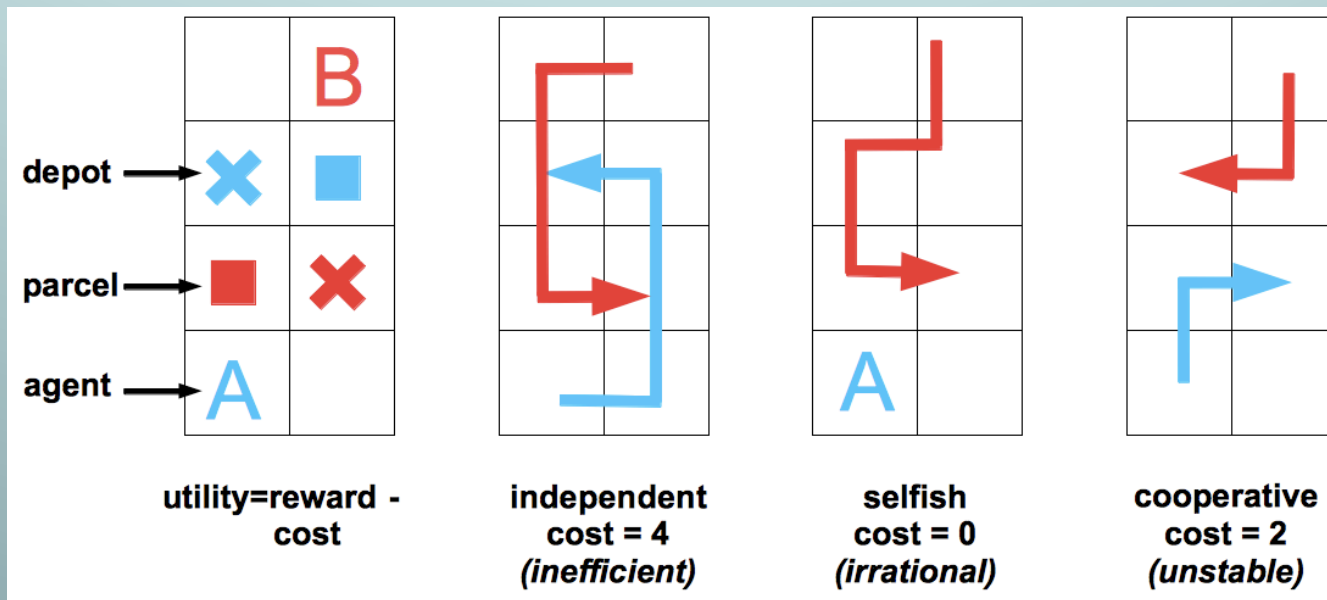 B
depot
parcel
agent
A
A
utility=reward -
cost
independent
cost = 4
(inefficient)
selfish
cost = 0
(irrational)
cooperative
cost = 2
(unstable)